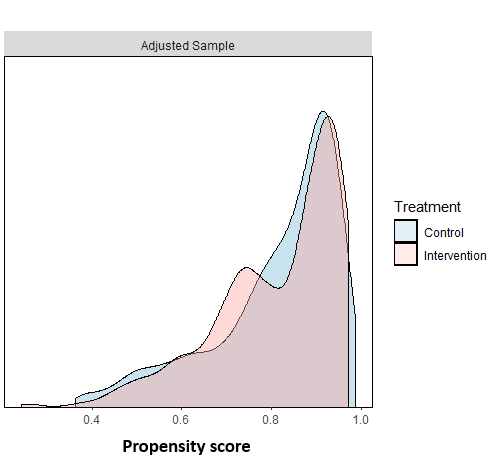 Adjusted Sample
Treatment
Control
Intervention
0.4 0.6 0.8 1.0
Propensity score